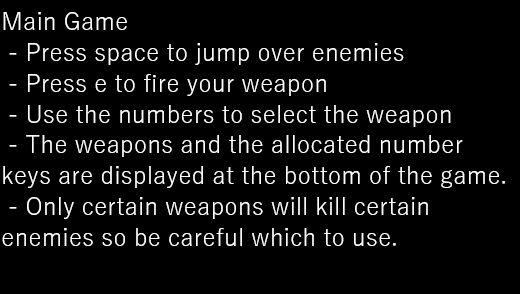 Main Game
- Press space to jump over enemies
- Press e to fire your weapon
- Use the numbers to select the weapon
- The weapons and the allocated number
keys are displayed at the bottom of the game.
- Only certain weapons will kill certain
enemies so be careful which to use.